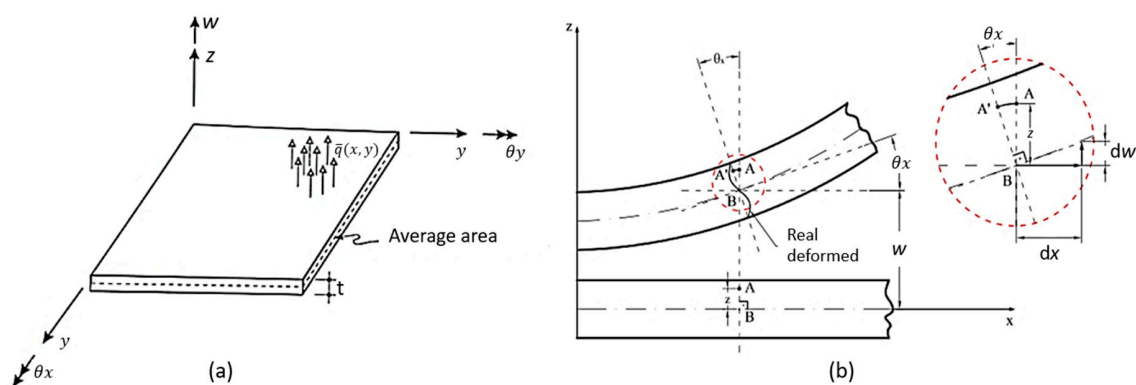 w
z
q̄(x, y)
y
θy
Average area
t
y
θx
(a)
z
θx
A'
A
B
Real
deformed
θx
w
A
z
B
x
(b)
θx
A
A'
z
dw
B
dx